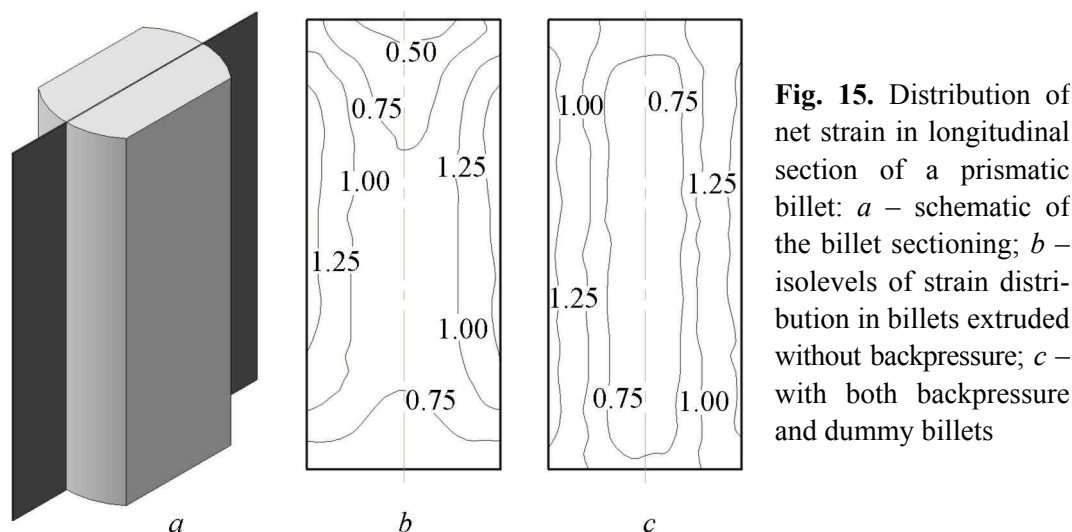 0.50
0.75
1.00
1.25
1.25
1.00
0.75
1.00
0.75
1.25
1.25
0.75
1.00
a
b
c
Fig. 15. Distribution of
net strain in longitudinal
section of a prismatic
billet: a – schematic of
the billet sectioning; b –
isolevels of strain distri-
bution in billets extruded
without backpressure; c –
with both backpressure
and dummy billets